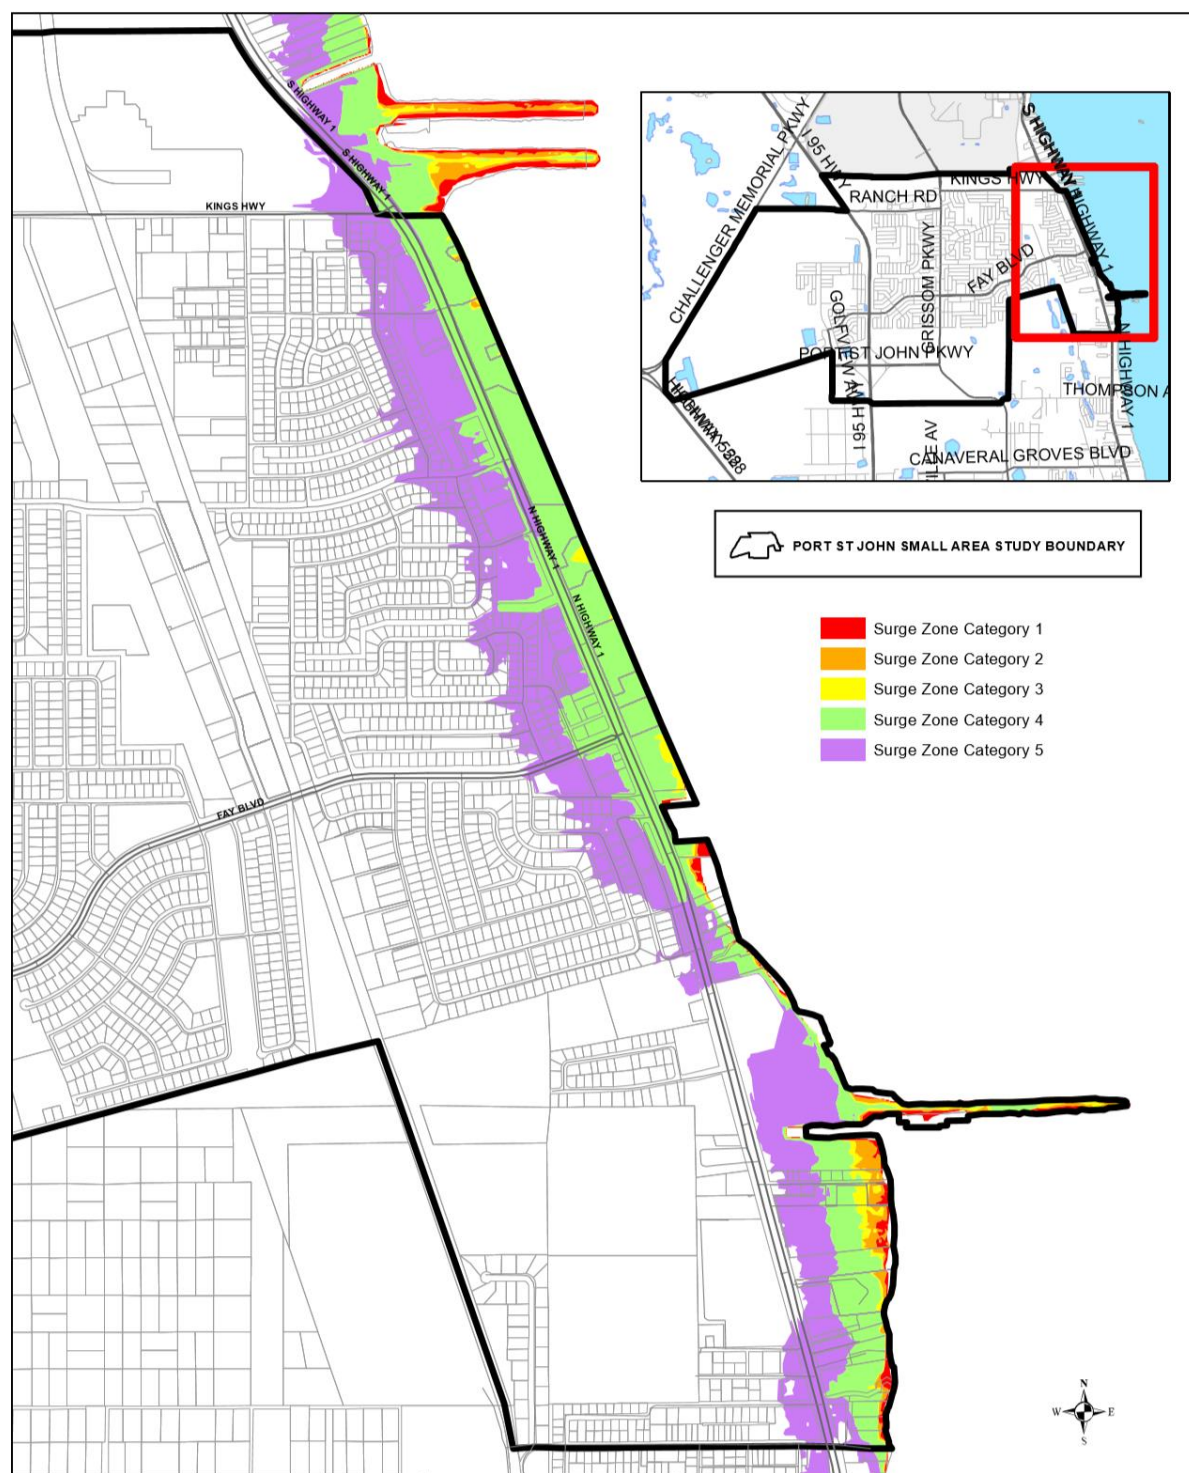 S HIGHWAY 1
S HIGHWAY 1
KINGS HWY
N HIGHWAY 1
N HIGHWAY 1
FAY BLVD
S HIGHWAY 1
I 95 HWY
CHALLENGER MEMORIAL PKWY
KINGS HWY
RANCH RD
HIGHWAY 1
FAY BLVD
GRISSOM PKWY
GOLFVIEW AV
PORT ST JOHN PKWY
N HIGHWAY 1
THOMPSON A
I 95 HWY
CANAVERAL GROVES BLVD
PORT ST JOHN SMALL AREA STUDY BOUNDARY
Surge Zone Category 1
Surge Zone Category 2
Surge Zone Category 3
Surge Zone Category 4
Surge Zone Category 5
N
W E
S